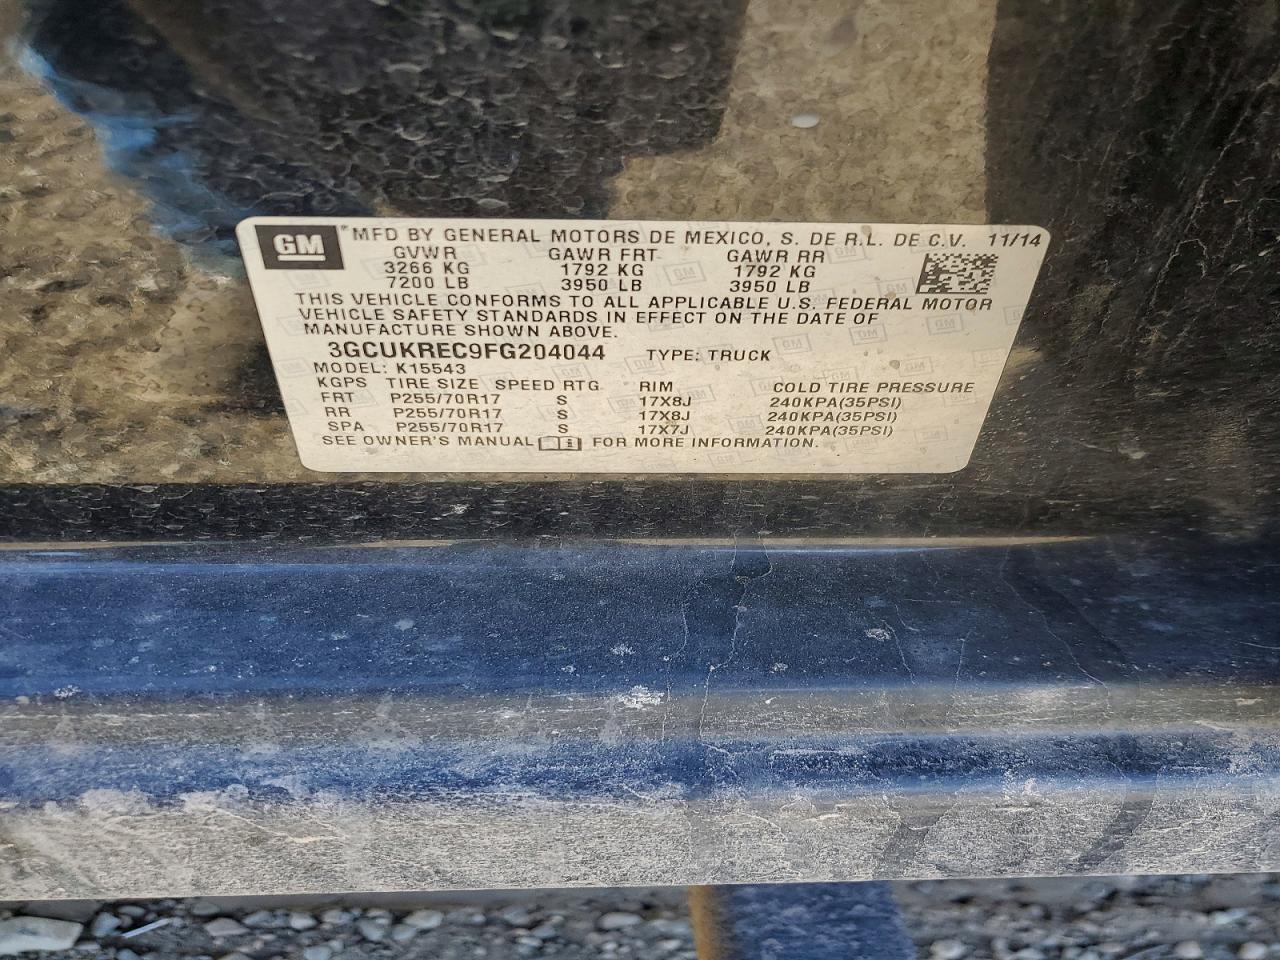 GM MFD BY GENERAL MOTORS DE MEXICO, S. DE R.L. DE C.V. 11/14
GVWR GAWR FRT GAWR RR
3266 KG 1792 KG 1792 KG
7200 LB 3950 LB 3950 LB
THIS VEHICLE CONFORMS TO ALL APPLICABLE U.S. FEDERAL MOTOR
VEHICLE SAFETY STANDARDS IN EFFECT ON THE DATE OF
MANUFACTURE SHOWN ABOVE.
3GCUKREC9FG204044 TYPE: TRUCK
MODEL: K15543
KGPS TIRE SIZE SPEED RTG RIM COLD TIRE PRESSURE
FRT P255/70R17 S 17X8J 240KPA(35PSI)
RR P255/70R17 S 17X8J 240KPA(35PSI)
SPA P255/70R17 S 17X7J 240KPA(35PSI)
SEE OWNER'S MANUAL FOR MORE INFORMATION.